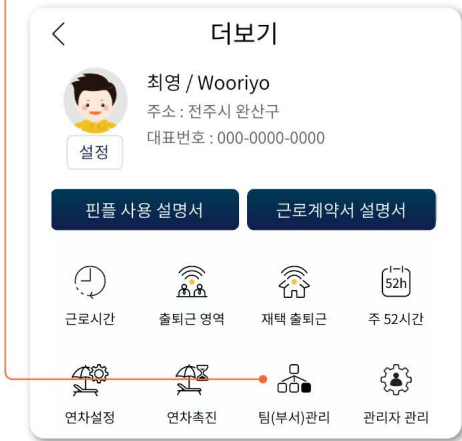 더보기
최영 / Wooriyo
주소 : 전주시 완산구
대표번호 : 000-0000-0000
설정
핀플 사용 설명서 근로계약서 설명서
52h
근로시간 출퇴근 영역 재택 출퇴근 주 52시간
연차설정 연차촉진 팀(부서)관리 관리자 관리